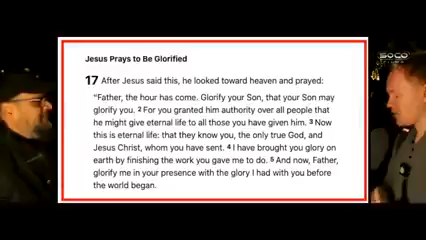 SOCO
FILMS
Jesus Prays to Be Glorified
17 After Jesus said this, he looked toward heaven and prayed:
“Father, the hour has come. Glorify your Son, that your Son may
glorify you. 2 For you granted him authority over all people that
he might give eternal life to all those you have given him. 3 Now
this is eternal life: that they know you, the only true God, and
Jesus Christ, whom you have sent. 4 I have brought you glory on
earth by finishing the work you gave me to do. 5 And now, Father,
glorify me in your presence with the glory I had with you before
the world began.